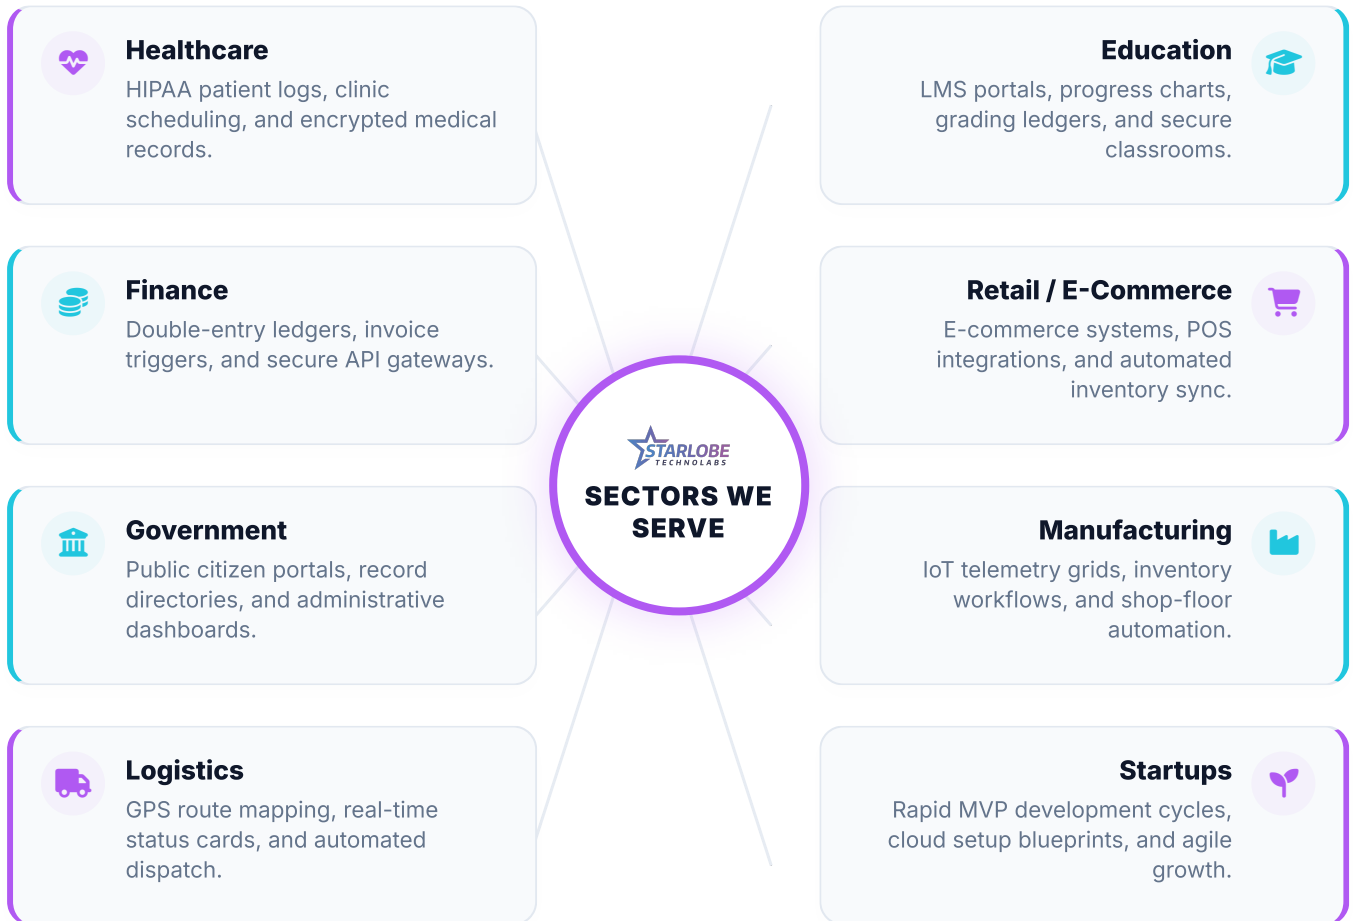 Healthcare
HIPAA patient logs, clinic
scheduling, and encrypted medical
records.
Finance
Double-entry ledgers, invoice
triggers, and secure API gateways.
Government
Public citizen portals, record
directories, and administrative
dashboards.
Logistics
GPS route mapping, real-time
status cards, and automated
dispatch.
STARLOBE
TECHNOLABS
SECTORS WE
SERVE
Education
LMS portals, progress charts,
grading ledgers, and secure
classrooms.
Retail / E-Commerce
E-commerce systems, POS
integrations, and automated
inventory sync.
Manufacturing
IoT telemetry grids, inventory
workflows, and shop-floor
automation.
Startups
Rapid MVP development cycles,
cloud setup blueprints, and agile
growth.